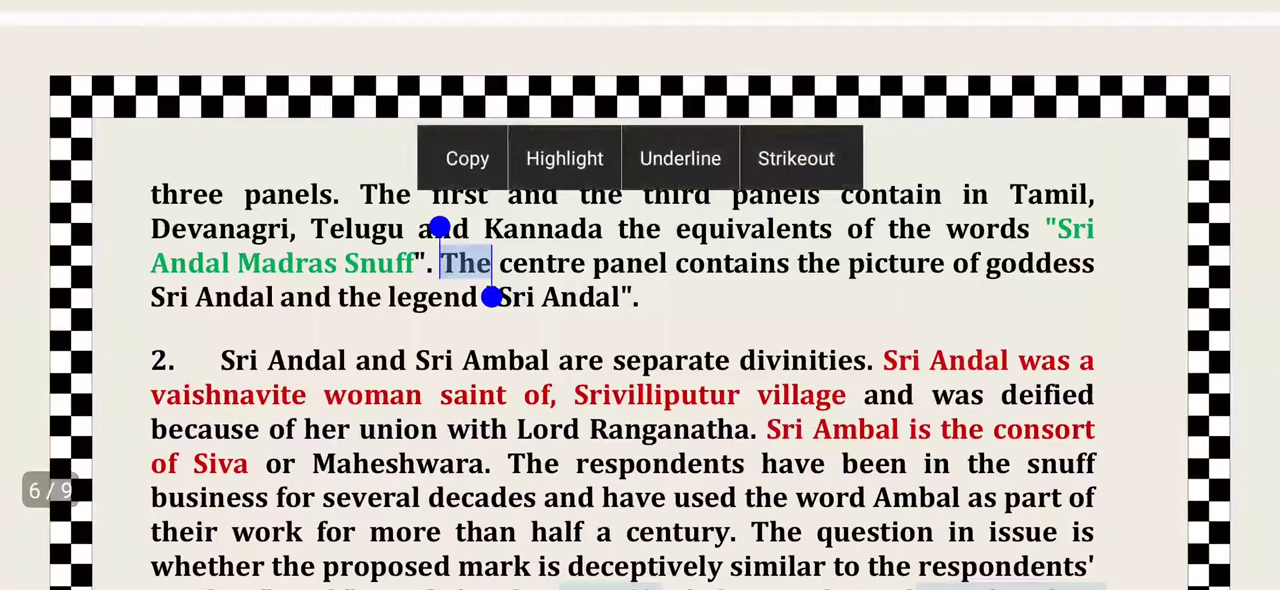 Copy Highlight Underline Strikeout
three panels. The first and the third panels contain in Tamil,
Devanagri, Telugu and Kannada the equivalents of the words "Sri
Andal Madras Snuff". The centre panel contains the picture of goddess
Sri Andal and the legend "Sri Andal".
2. Sri Andal and Sri Ambal are separate divinities. Sri Andal was a
vaishnavite woman saint of, Srivilliputur village and was deified
because of her union with Lord Ranganatha. Sri Ambal is the consort
of Siva or Maheshwara. The respondents have been in the snuff
6 / 9
business for several decades and have used the word Ambal as part of
their work for more than half a century. The question in issue is
whether the proposed mark is deceptively similar to the respondents'